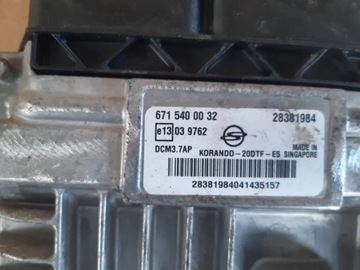 671 540 00 32 28381984
e13 03 9762
DCM3.7AP KORANDO-20DTF-E5 MADE IN SINGAPORE
28381984041435157